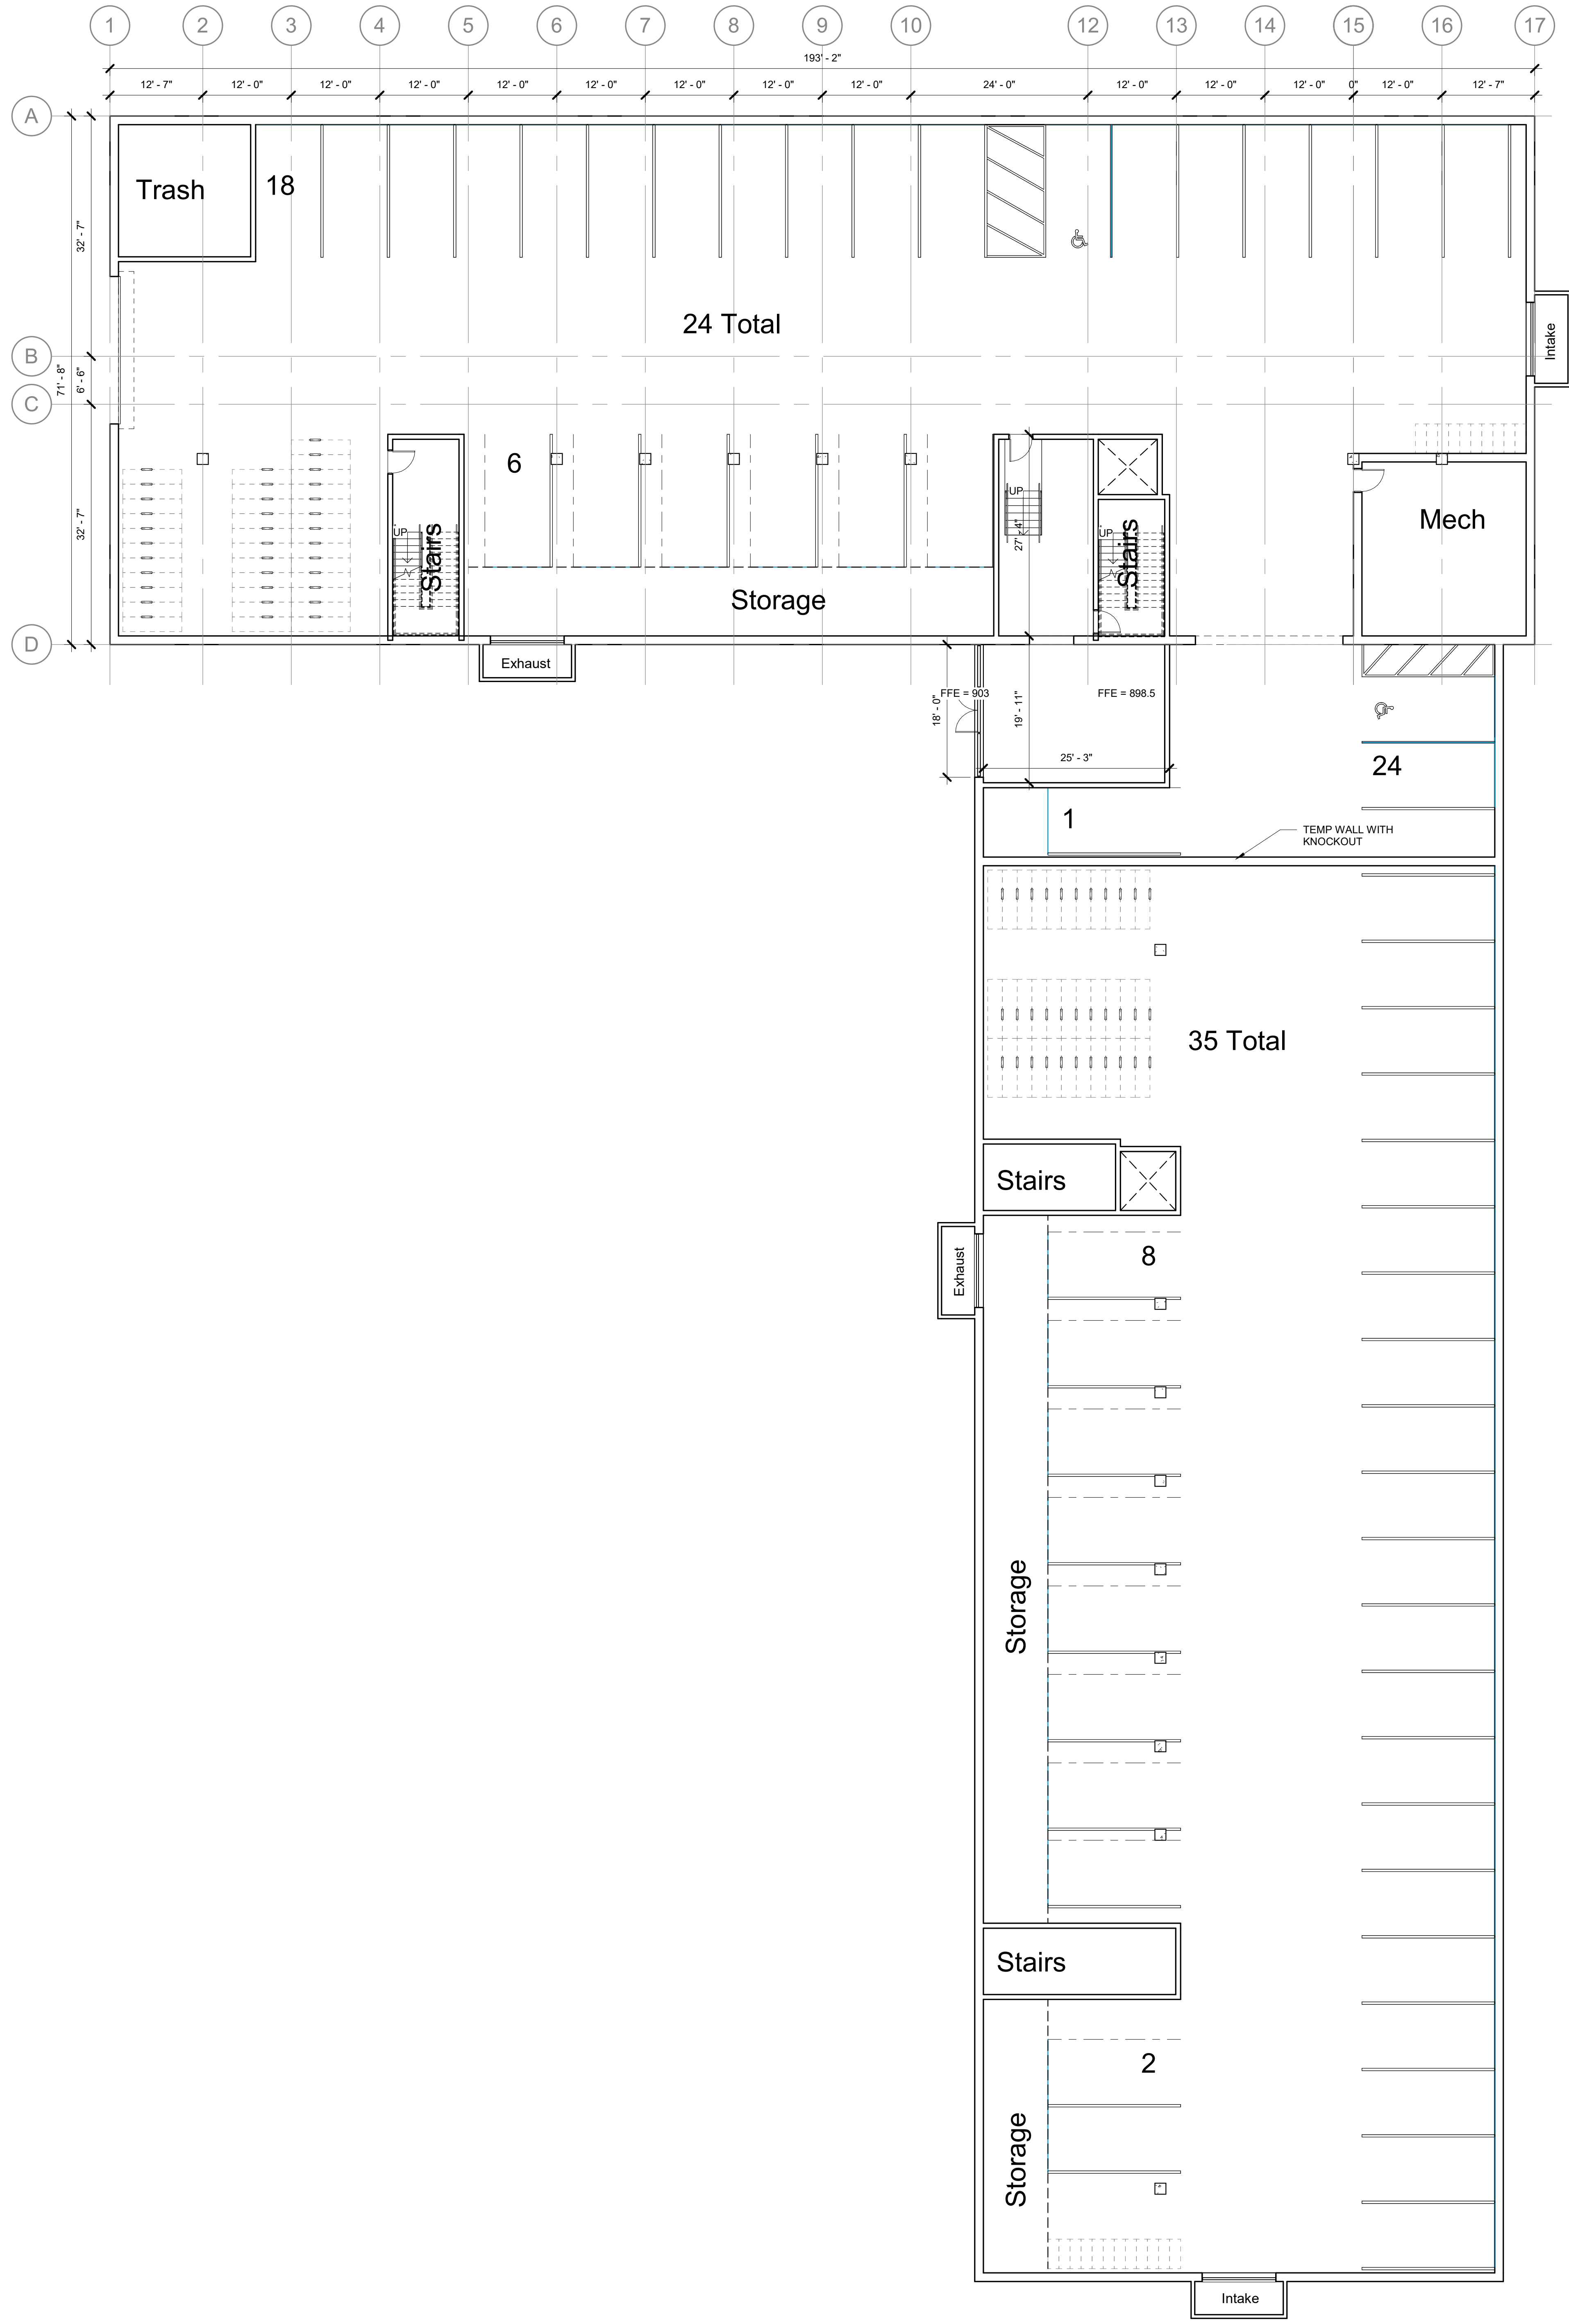 1 2 3 4 5 6 7 8 9 10 12 13 14 15 16 17
193' - 2"
12' - 7" 12' - 0" 12' - 0" 12' - 0" 12' - 0" 12' - 0" 12' - 0" 12' - 0" 12' - 0" 24' - 0" 12' - 0" 12' - 0" 12' - 0" 0" 12' - 0" 12' - 7"
A
Trash
18
32' - 7"
24 Total
Intake
B
71' - 8"
6' - 6"
C
6
UP
Mech
32' - 7"
UP
Stairs
27' - 4"
UP
Stairs
Storage
D
Exhaust
FFE = 903
FFE = 898.5
18' - 0"
19' - 11"
25' - 3"
24
1
TEMP WALL WITH
KNOCKOUT
35 Total
Stairs
8
Exhaust
Storage
Stairs
2
Storage
Intake